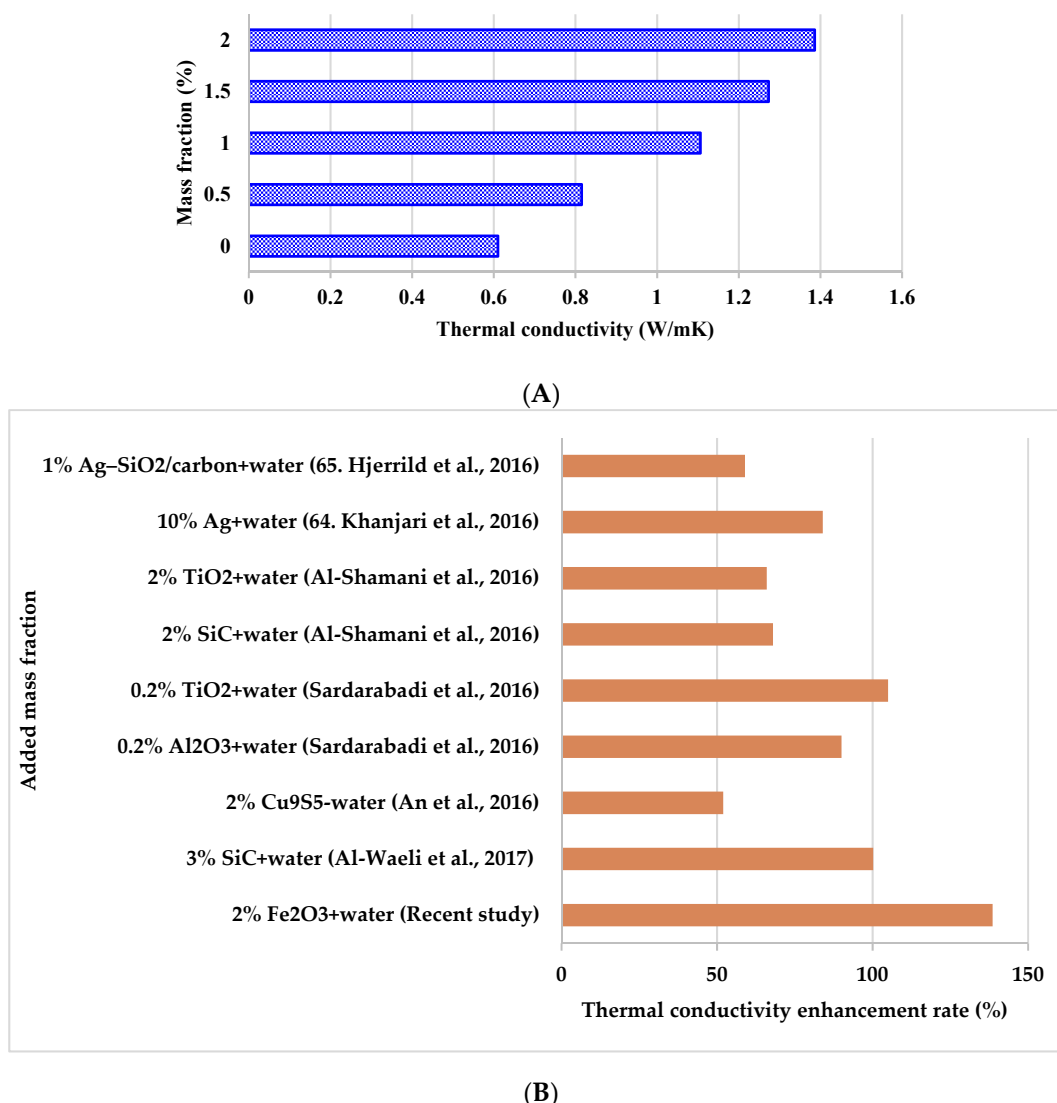 Mass fraction (%)
2
1.5
1
0.5
0
0 0.2 0.4 0.6 0.8 1 1.2 1.4 1.6
Thermal conductivity (W/mK)
(A)
Added mass fraction
1% Ag–SiO2/carbon+water (65. Hjerrild et al., 2016)
10% Ag+water (64. Khanjari et al., 2016)
2% TiO2+water (Al-Shamani et al., 2016)
2% SiC+water (Al-Shamani et al., 2016)
0.2% TiO2+water (Sardarabadi et al., 2016)
0.2% Al2O3+water (Sardarabadi et al., 2016)
2% Cu9S5-water (An et al., 2016)
3% SiC+water (Al-Waeli et al., 2017)
2% Fe2O3+water (Recent study)
0 50 100 150
Thermal conductivity enhancement rate (%)
(B)